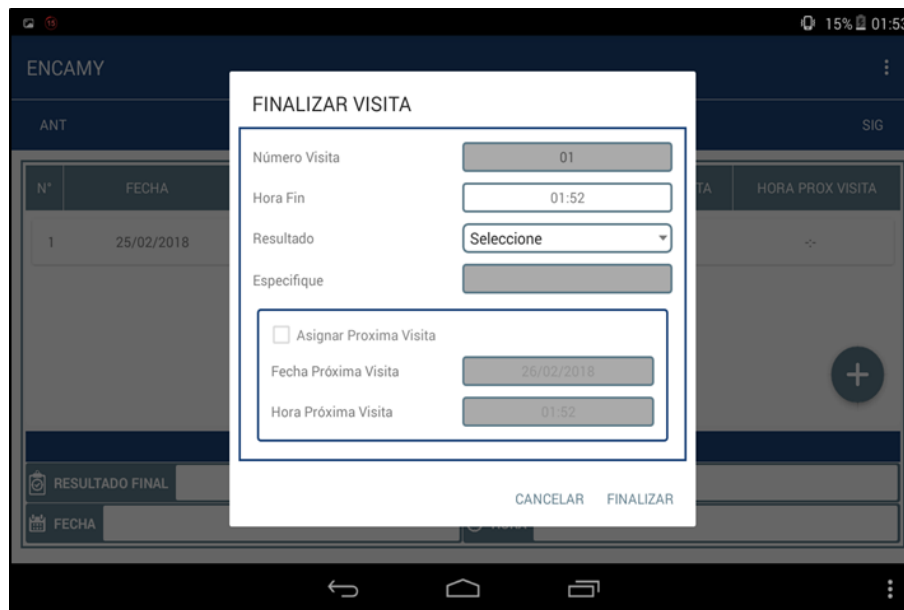 15% 01:53
ENCAMY
ANT SIG
N° FECHA TA HORA PROX VISITA
1 25/02/2018 -:-
FINALIZAR VISITA
Número Visita 01
Hora Fin 01:52
Resultado Seleccione
Especifique
Asignar Proxima Visita
Fecha Próxima Visita 26/02/2018
Hora Próxima Visita 01:52
CANCELAR FINALIZAR
RESULTADO FINAL
FECHA